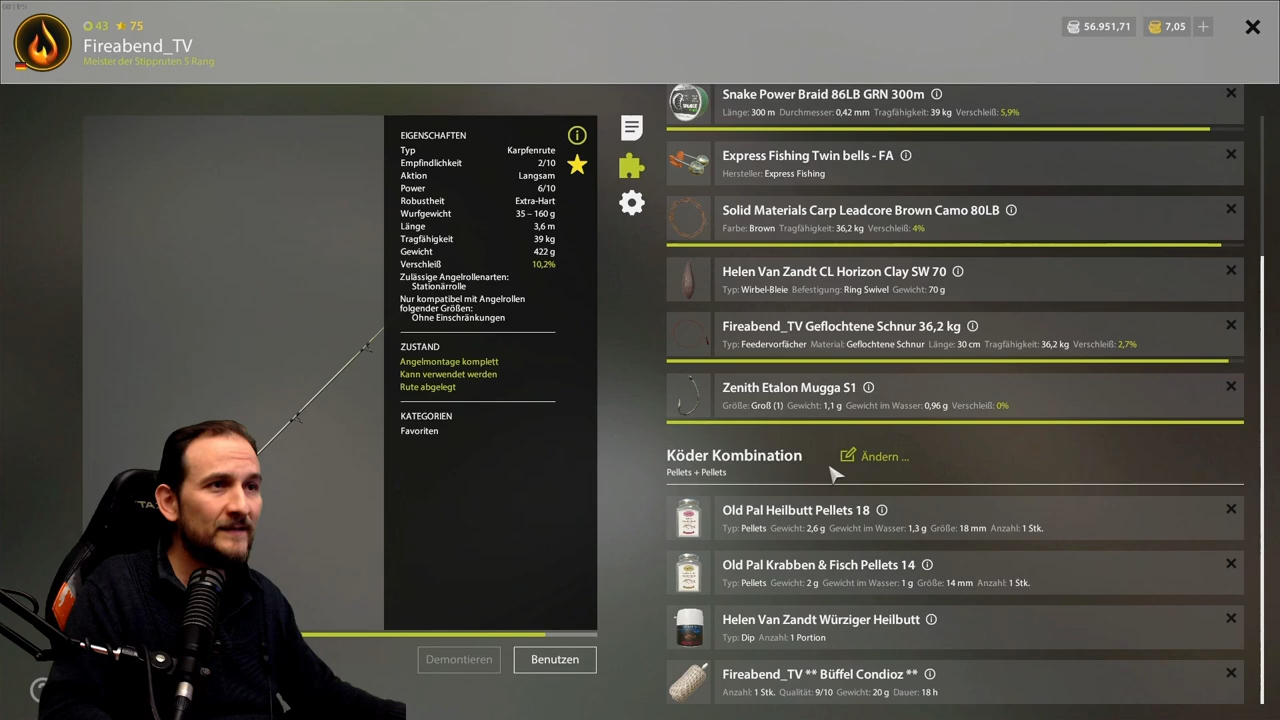 43 75
Fireabend_TV
Meister der Stippruten 5 Rang
56.951,71
7,05
EIGENSCHAFTEN
Typ Karpfenrute
Empfindlichkeit 2/10
Aktion Langsam
Power 6/10
Robustheit Extra-Hart
Wurfgewicht 35 – 160 g
Länge 3,6 m
Tragfähigkeit 39 kg
Gewicht 422 g
Verschleiß 10,2%
Zulässige Angelrollenarten:
Stationärrolle
Nur kompatibel mit Angelrollen
folgender Größen:
Ohne Einschränkungen
ZUSTAND
Angelmontage komplett
Kann verwendet werden
Rute abgelegt
KATEGORIEN
Favoriten
Demontieren
Benutzen
Snake Power Braid 86LB GRN 300m
Länge: 300 m Durchmesser: 0,42 mm Tragfähigkeit: 39 kg Verschleiß: 5,9%
Express Fishing Twin bells - FA
Hersteller: Express Fishing
Solid Materials Carp Leadcore Brown Camo 80LB
Farbe: Brown Tragfähigkeit: 36,2 kg Verschleiß: 4%
Helen Van Zandt CL Horizon Clay SW 70
Typ: Wirbel-Bleie Befestigung: Ring Swivel Gewicht: 70 g
Fireabend_TV Geflochtene Schnur 36,2 kg
Typ: Feedervorfächer Material: Geflochtene Schnur Länge: 30 cm Tragfähigkeit: 36,2 kg Verschleiß: 2,7%
Zenith Etalon Mugga S1
Größe: Groß (1) Gewicht: 1,1 g Gewicht im Wasser: 0,96 g Verschleiß: 0%
Köder Kombination
Ändern ...
Pellets + Pellets
Old Pal Heilbutt Pellets 18
Typ: Pellets Gewicht: 2,6 g Gewicht im Wasser: 1,3 g Größe: 18 mm Anzahl: 1 Stk.
Old Pal Krabben & Fisch Pellets 14
Typ: Pellets Gewicht: 2 g Gewicht im Wasser: 1 g Größe: 14 mm Anzahl: 1 Stk.
Helen Van Zandt Würziger Heilbutt
Typ: Dip Anzahl: 1 Portion
Fireabend_TV ** Büffel Condioz **
Anzahl: 1 Stk. Qualität: 9/10 Gewicht: 20 g Dauer: 18 h